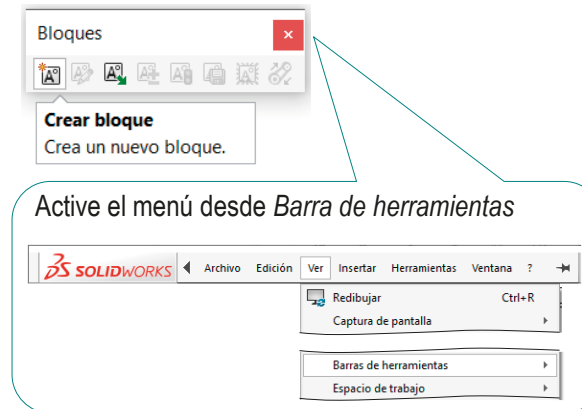 Bloques
Crear bloque
Crea un nuevo bloque.
Active el menú desde Barra de herramientas
SOLIDWORKS Archivo Edición Ver Insertar Herramientas Ventana ?
Redibujar Ctrl+R
Captura de pantalla
Barras de herramientas
Espacio de trabajo